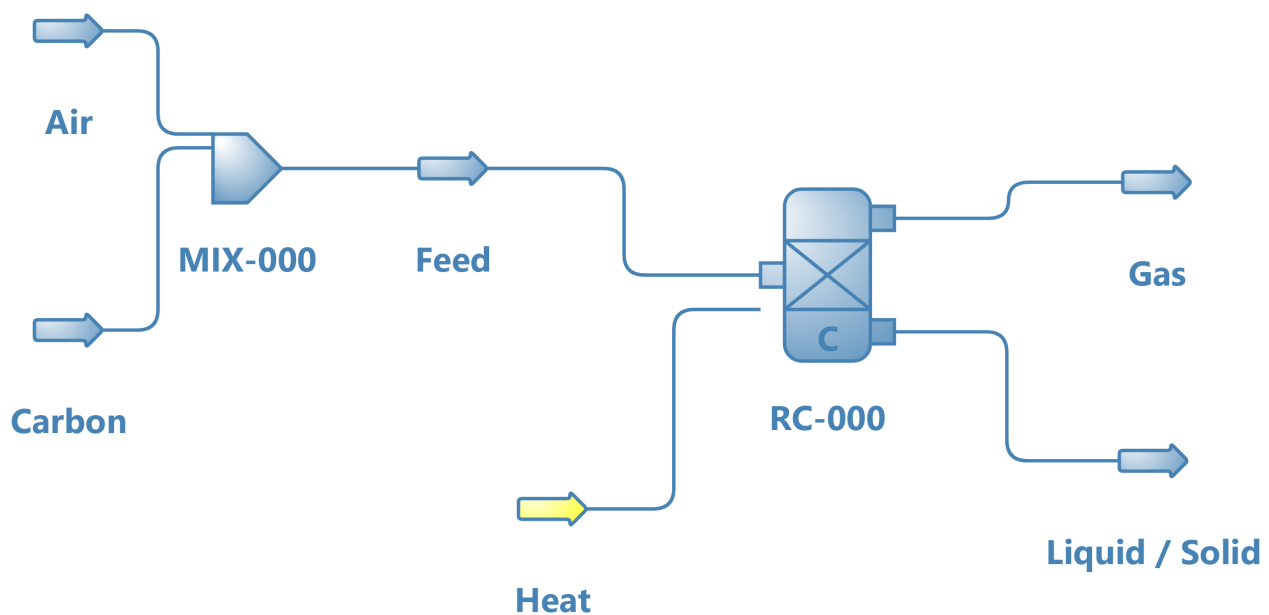 Air
MIX-000
Feed
Gas
C
RC-000
Carbon
Liquid / Solid
Heat